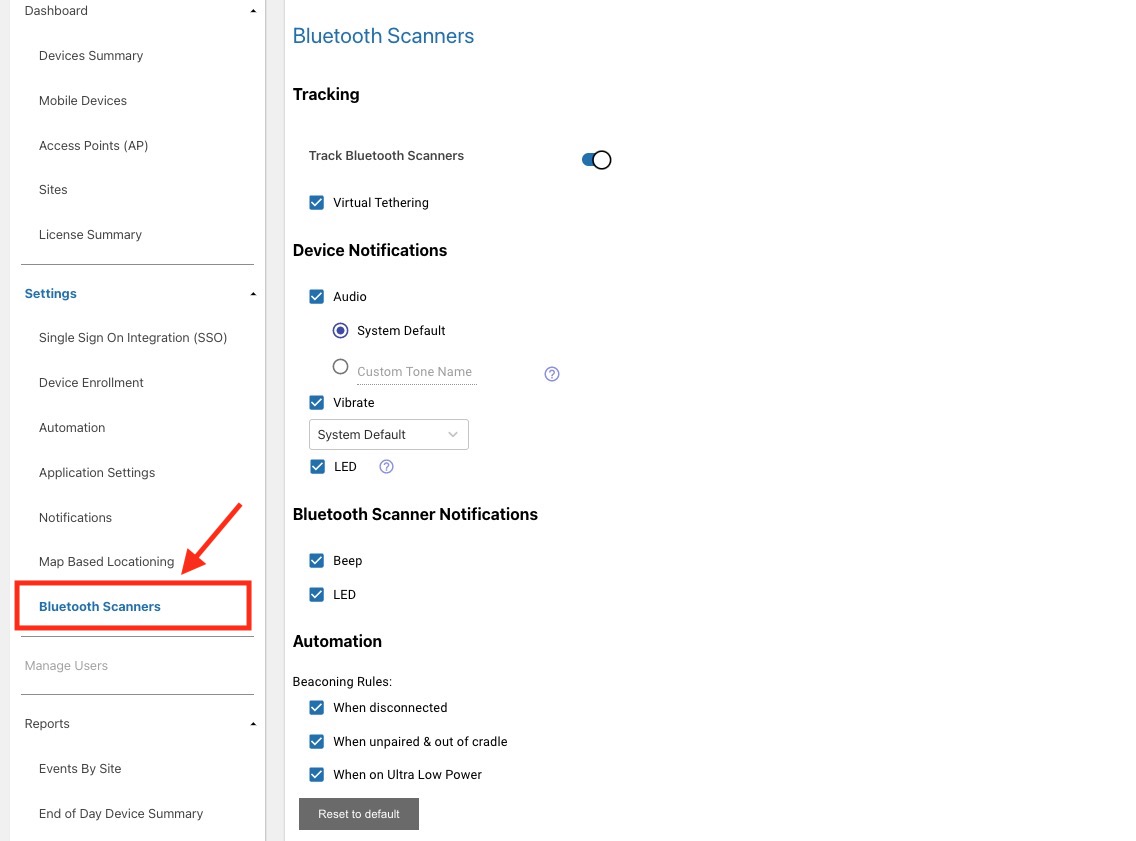 Dashboard
Devices Summary
Mobile Devices
Access Points (AP)
Sites
License Summary
Settings
Single Sign On Integration (SSO)
Device Enrollment
Automation
Application Settings
Notifications
Map Based Locationing
Bluetooth Scanners
Manage Users
Reports
Events By Site
End of Day Device Summary
Bluetooth Scanners
Tracking
Track Bluetooth Scanners
Virtual Tethering
Device Notifications
Audio
System Default
Custom Tone Name ?
Vibrate
System Default
LED ?
Bluetooth Scanner Notifications
Beep
LED
Automation
Beaconing Rules:
When disconnected
When unpaired & out of cradle
When on Ultra Low Power
Reset to default